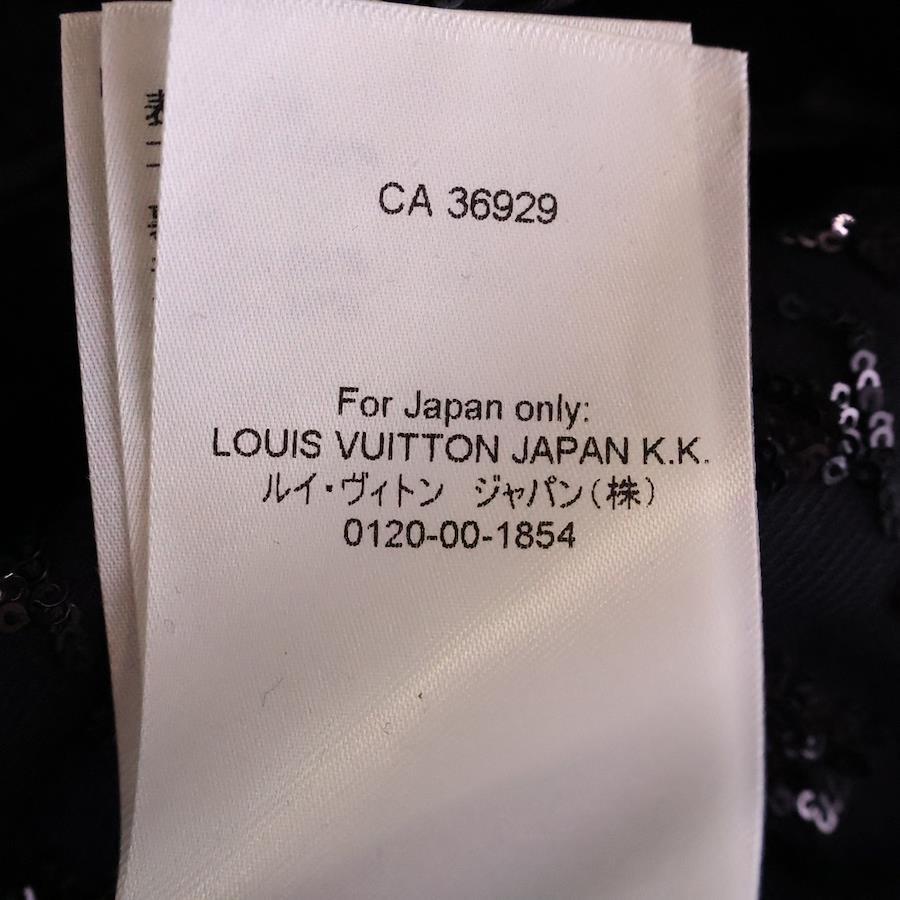 CA 36929
For Japan only:
LOUIS VUITTON JAPAN K.K.
ルイ・ヴィトン ジャパン(株)
0120-00-1854